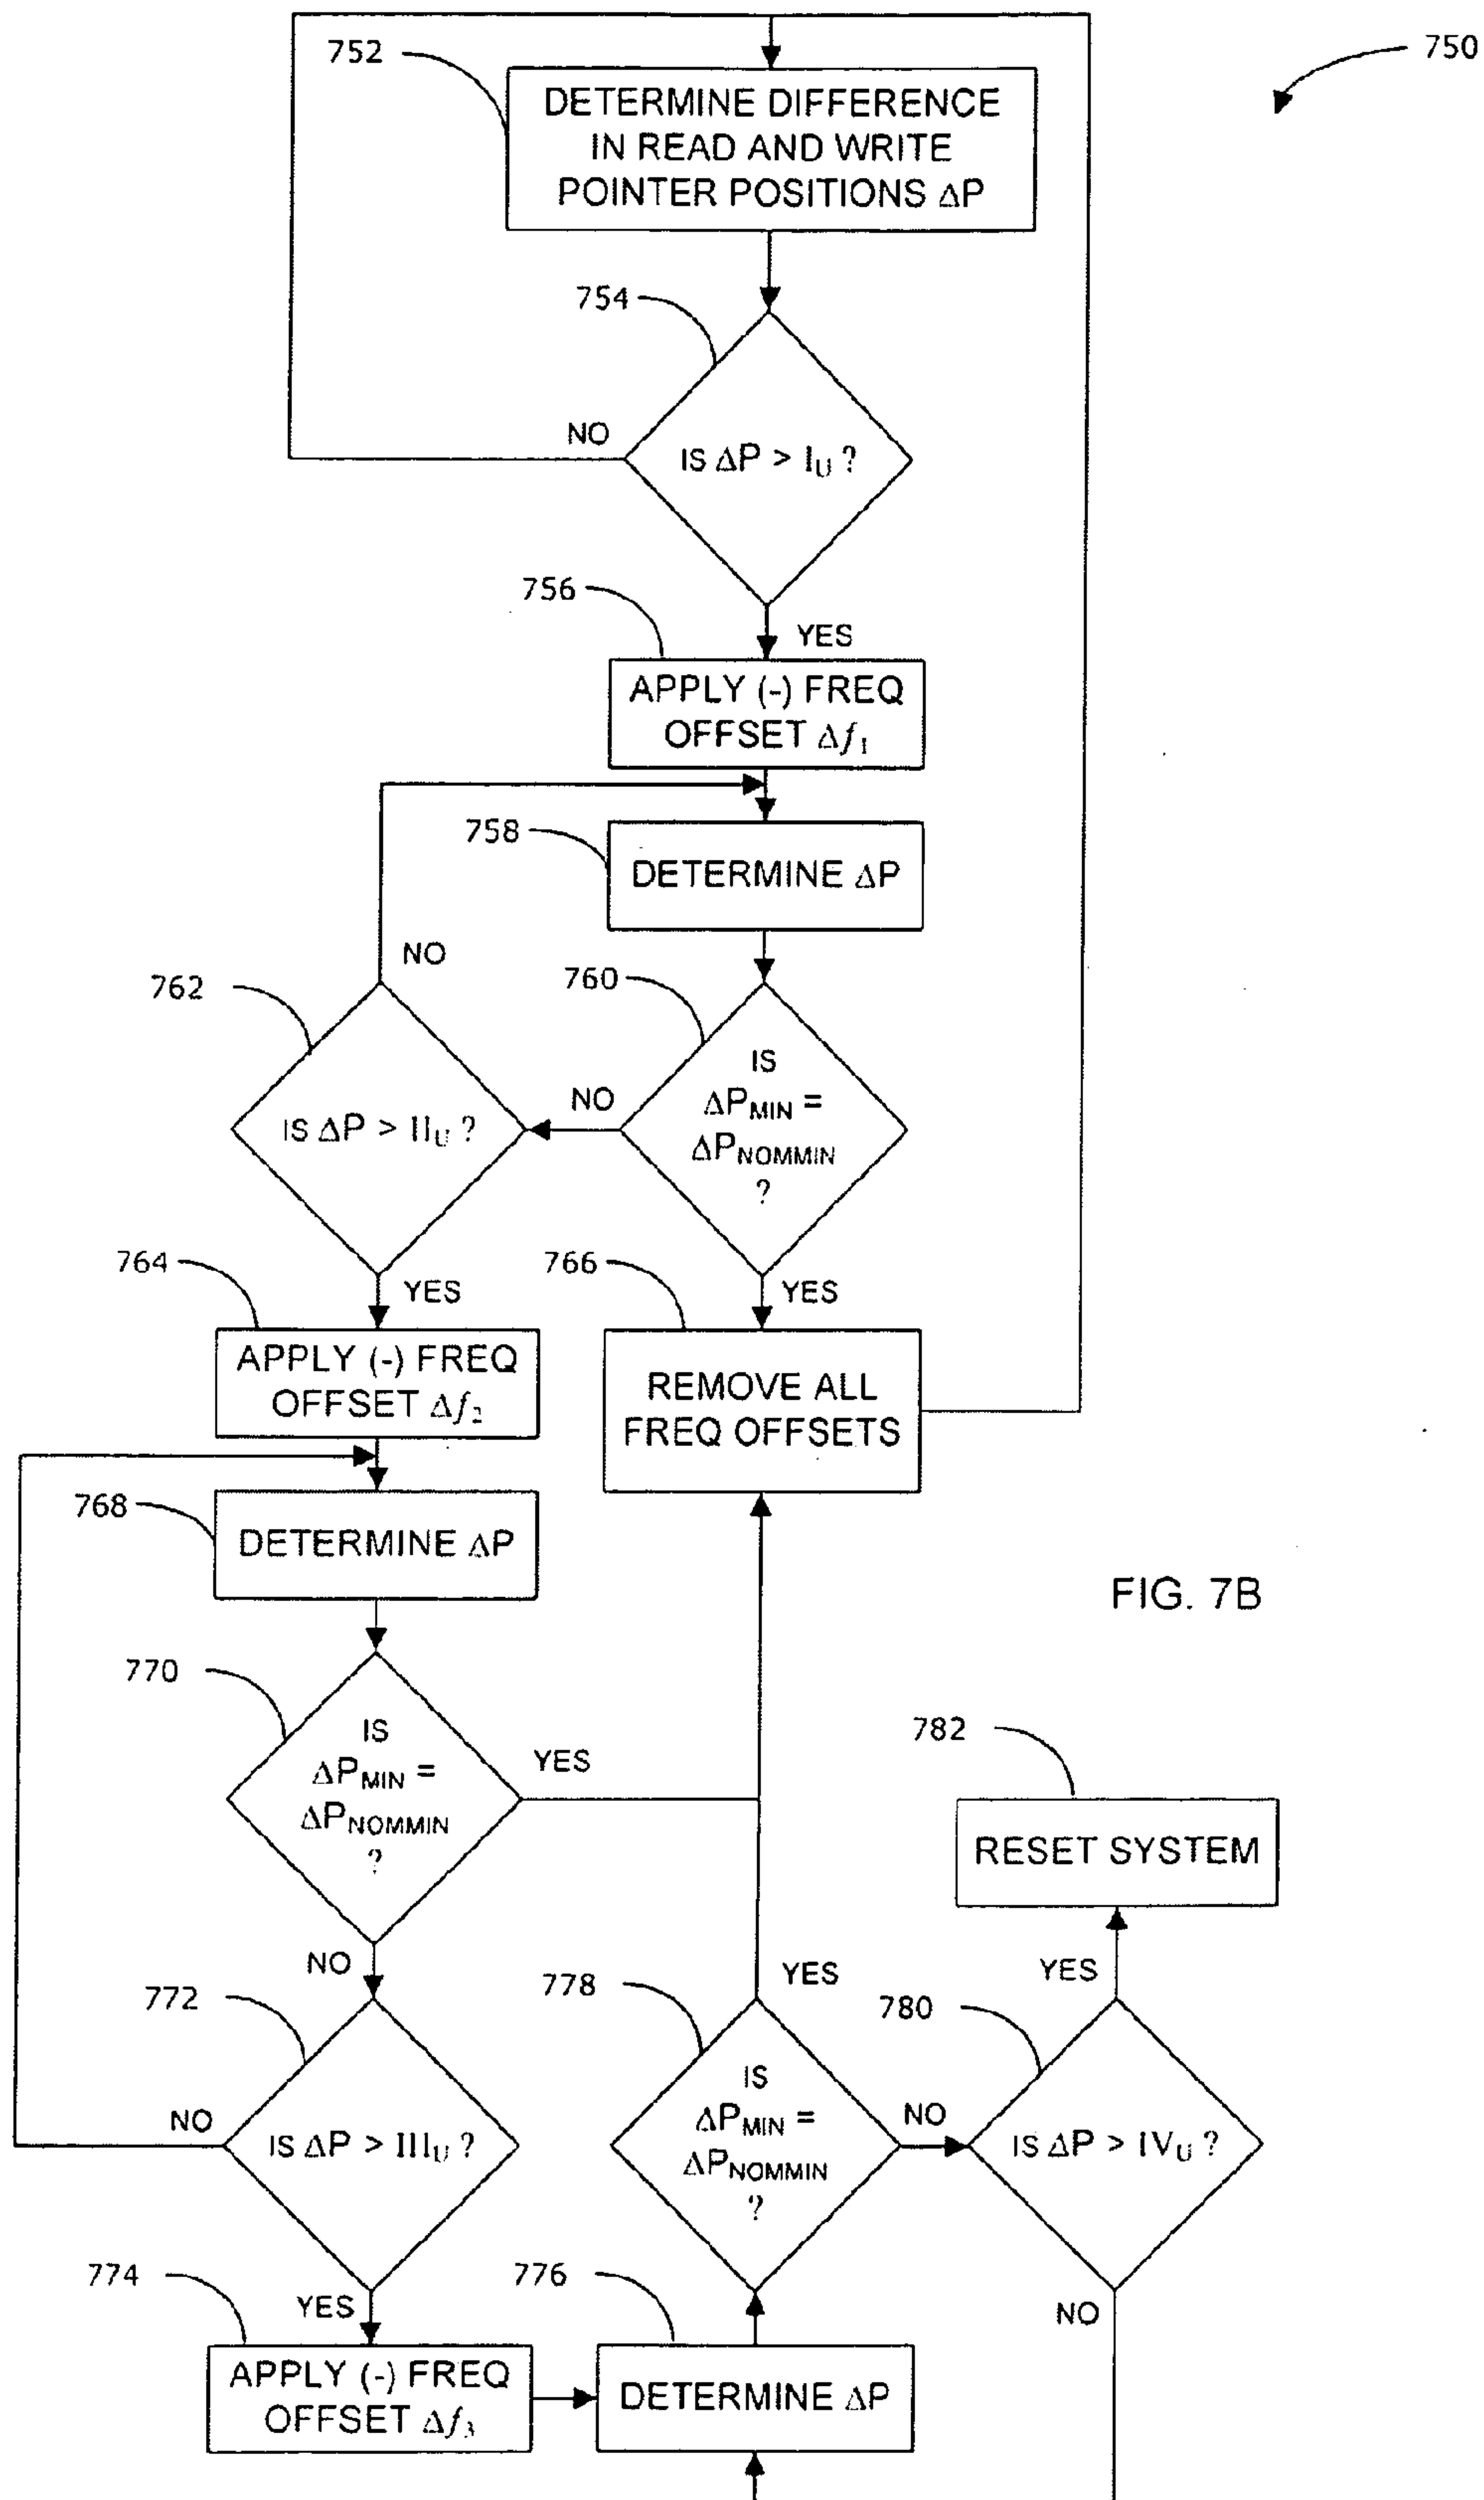 750
752
DETERMINE DIFFERENCE
IN READ AND WRITE
POINTER POSITIONS ΔP
754
NO
IS ΔP > I_U ?
756
YES
APPLY (-) FREQ
OFFSET Δf₁
758
DETERMINE ΔP
NO
762
760
IS
ΔP_MIN =
ΔP_NOMMIN
?
NO
IS ΔP > II_U ?
764
YES
766
YES
APPLY (-) FREQ
OFFSET Δf₂
REMOVE ALL
FREQ OFFSETS
768
DETERMINE ΔP
FIG. 7B
770
IS
ΔP_MIN =
ΔP_NOMMIN
?
YES
782
RESET SYSTEM
NO
772
778
YES
780
YES
NO
IS ΔP > III_U ?
IS
ΔP_MIN =
ΔP_NOMMIN
?
NO
IS ΔP > IV_U ?
774
YES
776
NO
APPLY (-) FREQ
OFFSET Δf₃
DETERMINE ΔP